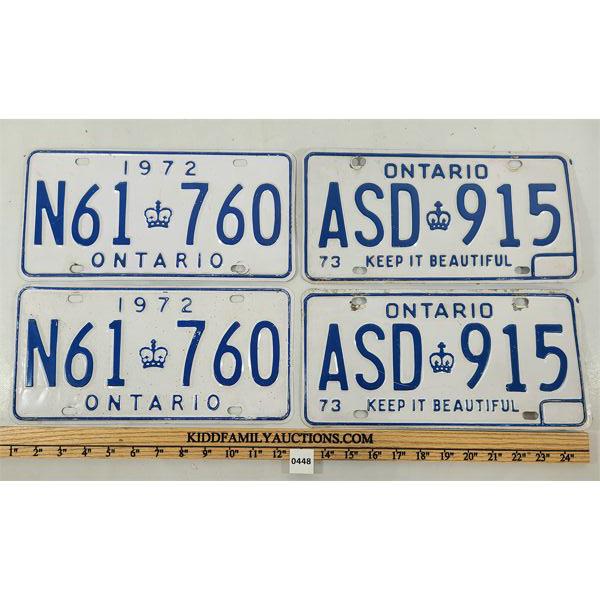 1972
N61 760
ONTARIO
ONTARIO
ASD 915
73 KEEP IT BEAUTIFUL
1972
N61 760
ONTARIO
ONTARIO
ASD 915
73 KEEP IT BEAUTIFUL
KIDDFAMILYAUCTIONS.COM
1" 2" 3" 4" 5" 6" 7" 8" 9" 10" 11" 12" 14" 15" 16" 17" 18" 19" 20" 21" 22" 23" 24"
0448